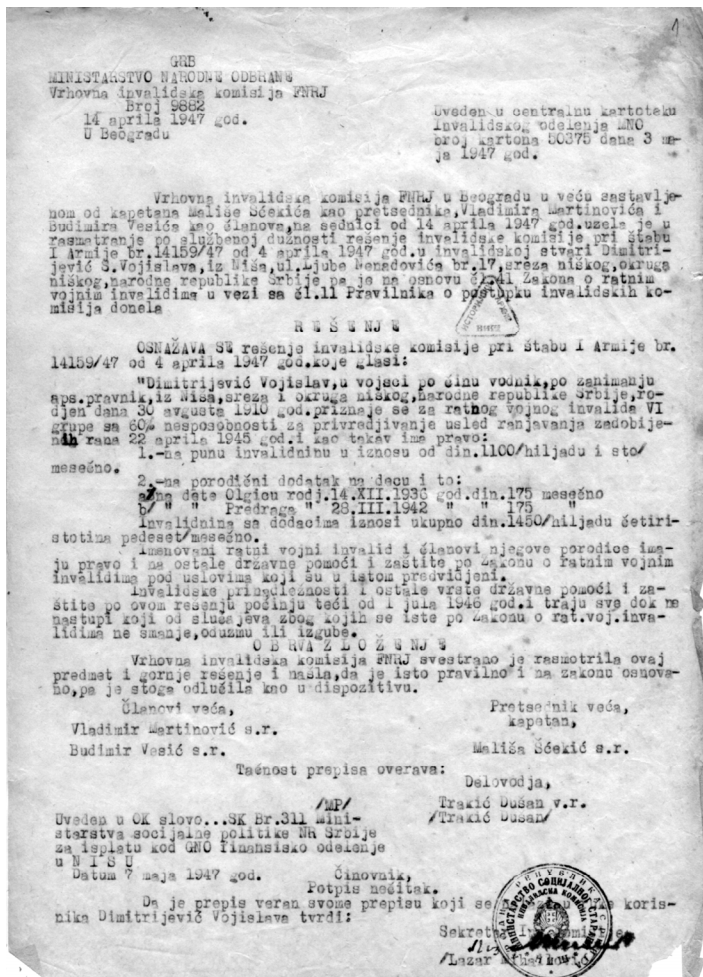 1
GRB
MINISTARSTVO NARODNE ODBRANE
Vrhovna invalidska komisija FNRJ
Broj 9882
14 aprila 1947 god.
U Beogradu
Uveden u centralnu kartoteku
Invalidskog odelenja MNO
broj kartona 50375 dana 3 ma-
ja 1947 god.
Vrhovna invalidska komisija FNRJ u Beogradu u veću sastavlje-
nom od kapetana Mališe Šćekića kao pretsednika,Vladimira Martinovića i
Budimira Vesića kao članova,na sednici od 14 aprila 1947 god.uzela je u
rasmatranje po službenoj dužnosti rešenje invalidske komisije pri štabu
I Armije br.14159/47 od 4 aprila 1947 god.u invalidskoj stvari Dimitri-
jević S.Vojislava,iz Niša,ul.Ljube Nenadovića br.17,sreza niškog,okruga
niškog,narodne republike Srbije pa je na osnovu čl.41 Zakona o ratnim
vojnim invalidima u vezi sa čl.11 Pravilnika o postupku invalidskih ko-
misija donela
R E Š E NJ E
OSNAŽAVA SE rešenje invalidske komisije pri štabu I Armije br.
14159/47 od 4 aprila 1947 god.koje glasi:
"Dimitrijević Vojislav,u vojsci po činu vodnik,po zanimanju
aps.pravnik,iz Niša,sreza i okruga niškog,narodne republike Srbije,ro-
djen dana 30 avgusta 1910 god.priznaje se za ratnog vojnog invalida VI
grupe sa 60% nesposobnosti za privredjivanje usled ranjavanja zadobije-
nih rana 22 aprila 1945 god.i kao takav ima pravo:
1.-na punu invalidninu u iznosu od din.1100/hiljadu i sto/
mesečno.
2.-na porodični dodatak na decu i to:
a/na dete Olgicu rodj.14.XII.1936 god.din.175 mesečno
b/ " " Predraga " 28.III.1942 " " 175 "
Invalidnina sa dodacima iznosi ukupno din.1450/hiljadu četiri-
stotina pedeset/mesečno.
Imenovani ratni vojni invalid i članovi njegove porodice ima-
ju pravo i na ostale državne pomoći i zaštite po Zakonu o ratnim vojnim
invalidima pod uslovima koji su u istom predvidjeni.
Invalidske prinadležnosti i ostale vrste državne pomoći i za-
štite po ovom rešenju počinju teći od 1 jula 1946 god.i traju sve dok ne
nastupi koji od slučajeva zbog kojih se iste po Zakonu o rat.voj.inva-
lidima ne smanje,oduzmu ili izgube.
O B R V A Z L O Ž E NJ E
Vrhovna invalidska komisija FNRJ svestrano je rasmotrila ovaj
predmet i gornje rešenje i našla,da je isto pravilno i na zakonu osnova-
no,pa je stoga odlučila kao u dispozitivu.
Članovi veća,
Pretsednik veća,
kapetan,
Vladimir Martinović s.r.
Budimir Vesić s.r.
Mališa Šćekić s.r.
Tačnost prepisa overava:
Delovodja,
/MP/
Trakić Dušan v.r.
/Trakić Dušan/
Uveden u OK slovo...SK Br.311 Mini-
starstva socijalne politike NR Srbije
za isplatu kod GNO finansisko odelenje
u N I S U
Datum 7 maja 1947 god.
Činovnik,
Potpis nečitak.
Da je prepis veran svome prepisu koji se
koris-
nika Dimitrijević Vojislava tvrdi:
/Lazar Mihailović